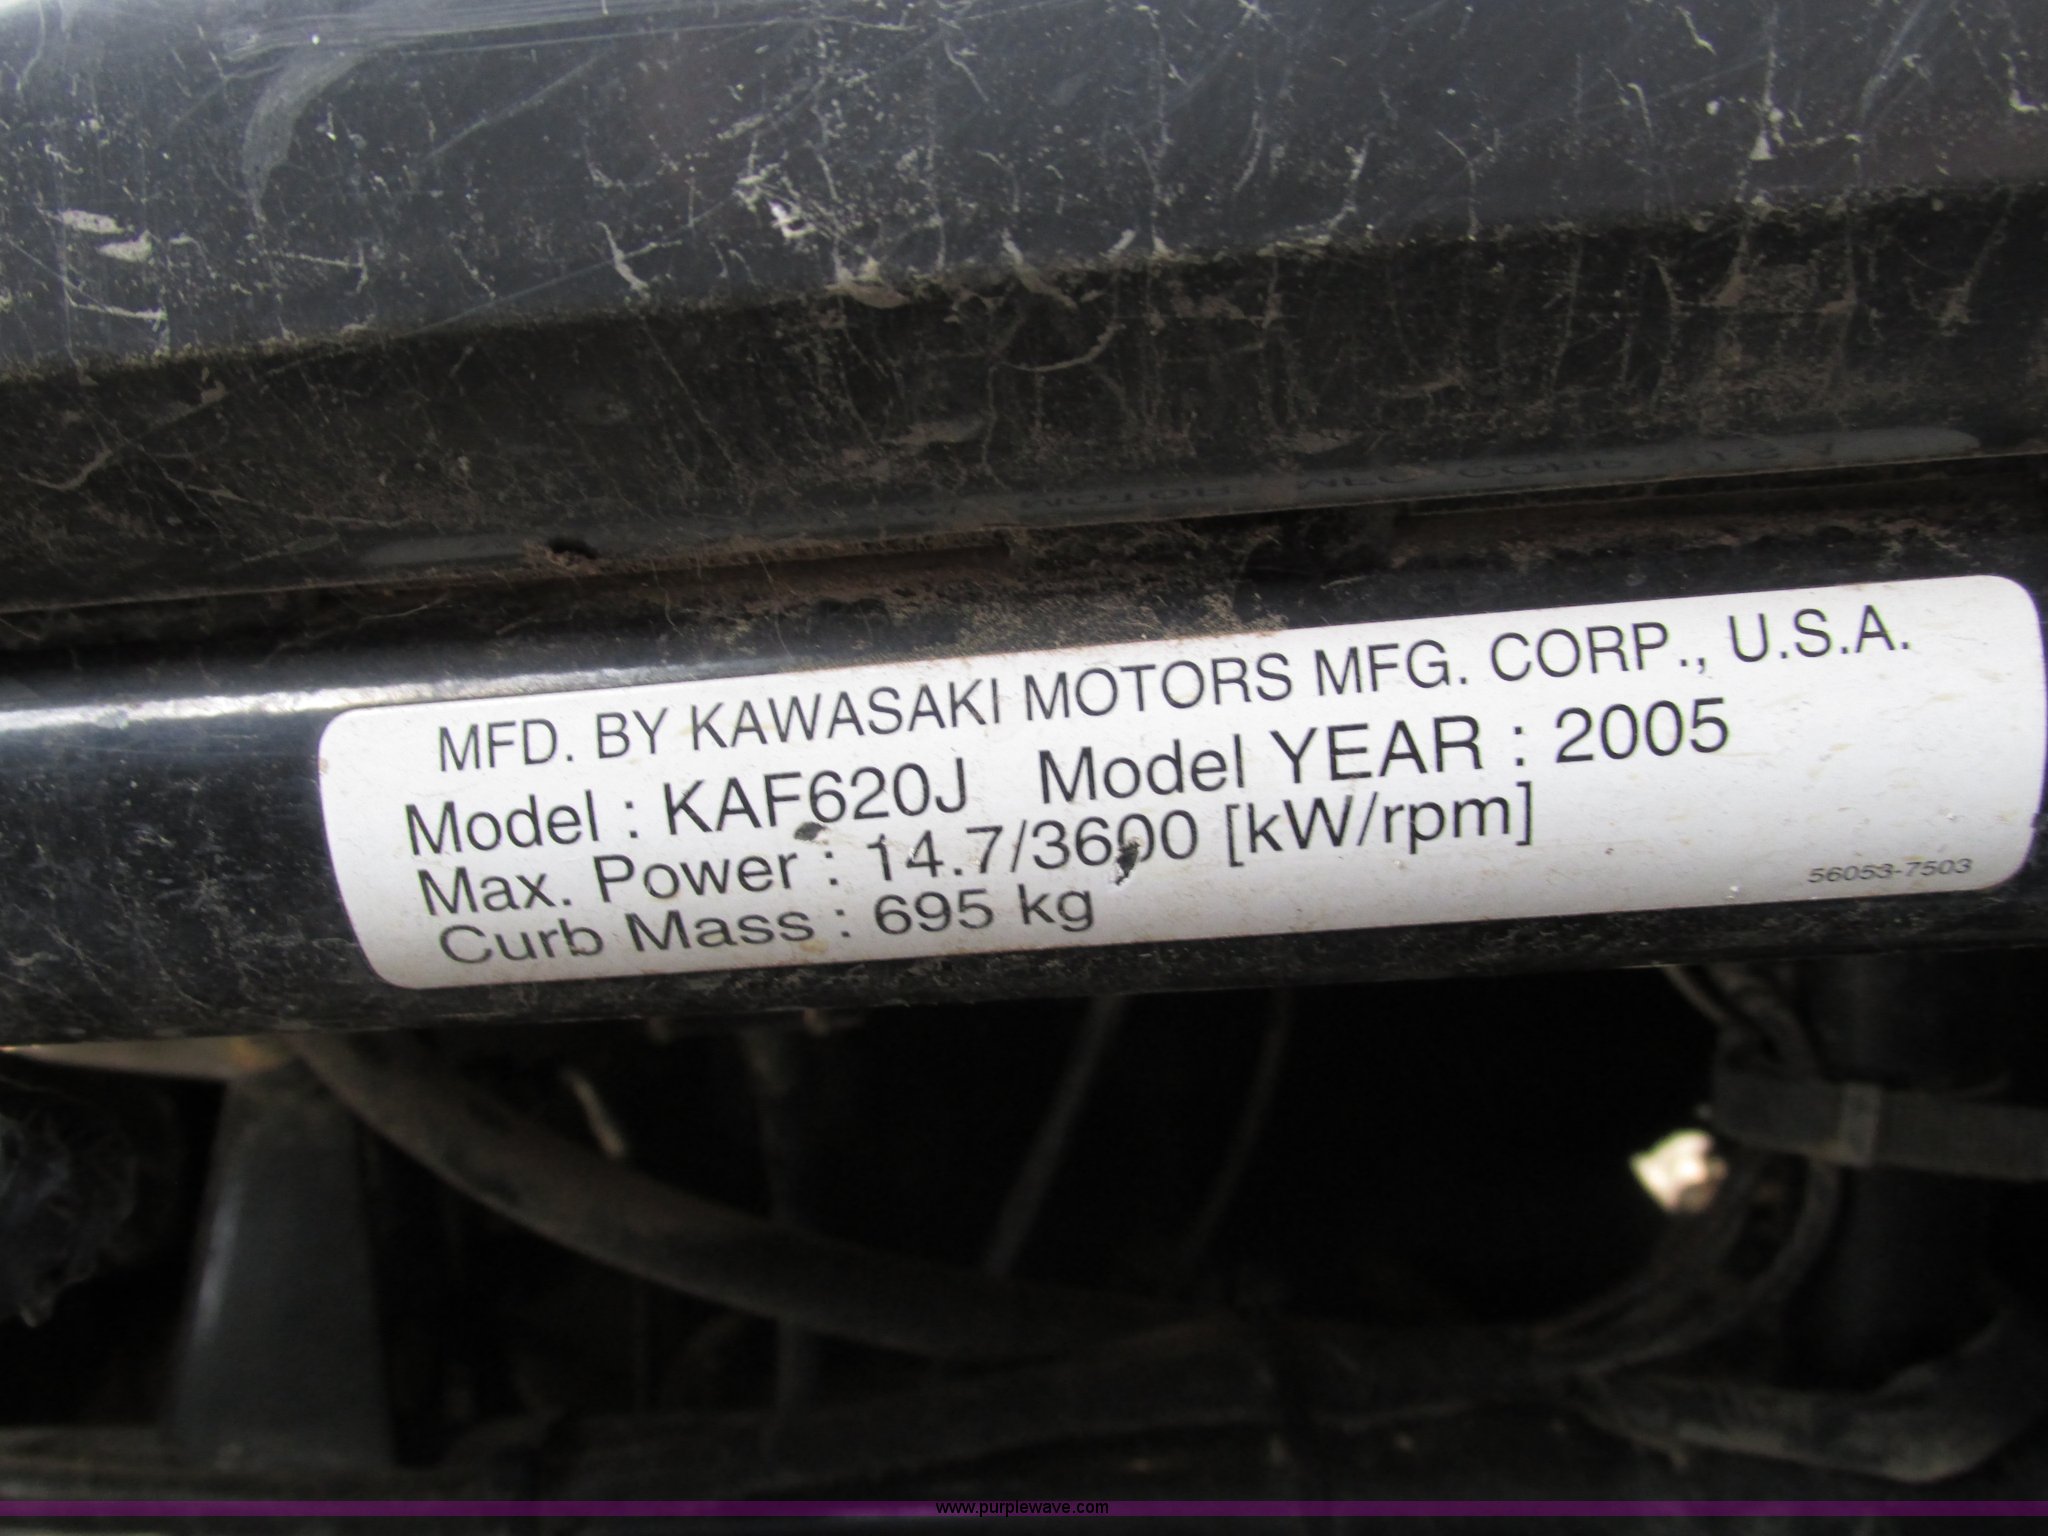 MFD. BY KAWASAKI MOTORS MFG. CORP., U.S.A.
Model : KAF620J Model YEAR : 2005
Max. Power : 14.7/3600 [kW/rpm]
Curb Mass : 695 kg
56053-7503
www.purplewave.com